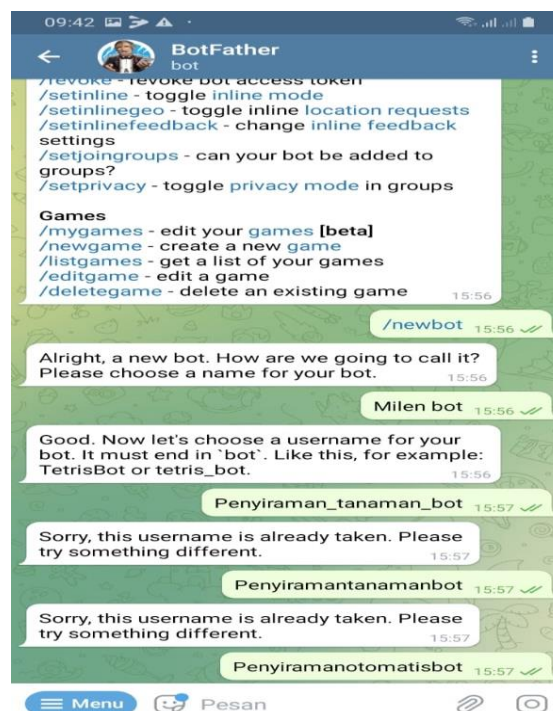 09:42
BotFather
bot
/revoke - revoke bot access token
/setinline - toggle inline mode
/setinlinegeo - toggle inline location requests
/setinlinefeedback - change inline feedback
settings
/setjoingroups - can your bot be added to
groups?
/setprivacy - toggle privacy mode in groups
Games
/mygames - edit your games [beta]
/newgame - create a new game
/listgames - get a list of your games
/editgame - edit a game
/deletegame - delete an existing game 15:56
/newbot 15:56
Alright, a new bot. How are we going to call it?
Please choose a name for your bot. 15:56
Milen bot 15:56
Good. Now let's choose a username for your
bot. It must end in `bot`. Like this, for example:
TetrisBot or tetris_bot. 15:56
Penyiraman_tanaman_bot 15:57
Sorry, this username is already taken. Please
try something different. 15:57
Penyiramantanamanbot 15:57
Sorry, this username is already taken. Please
try something different. 15:57
Penyiramanotomatisbot 15:57
Menu Pesan